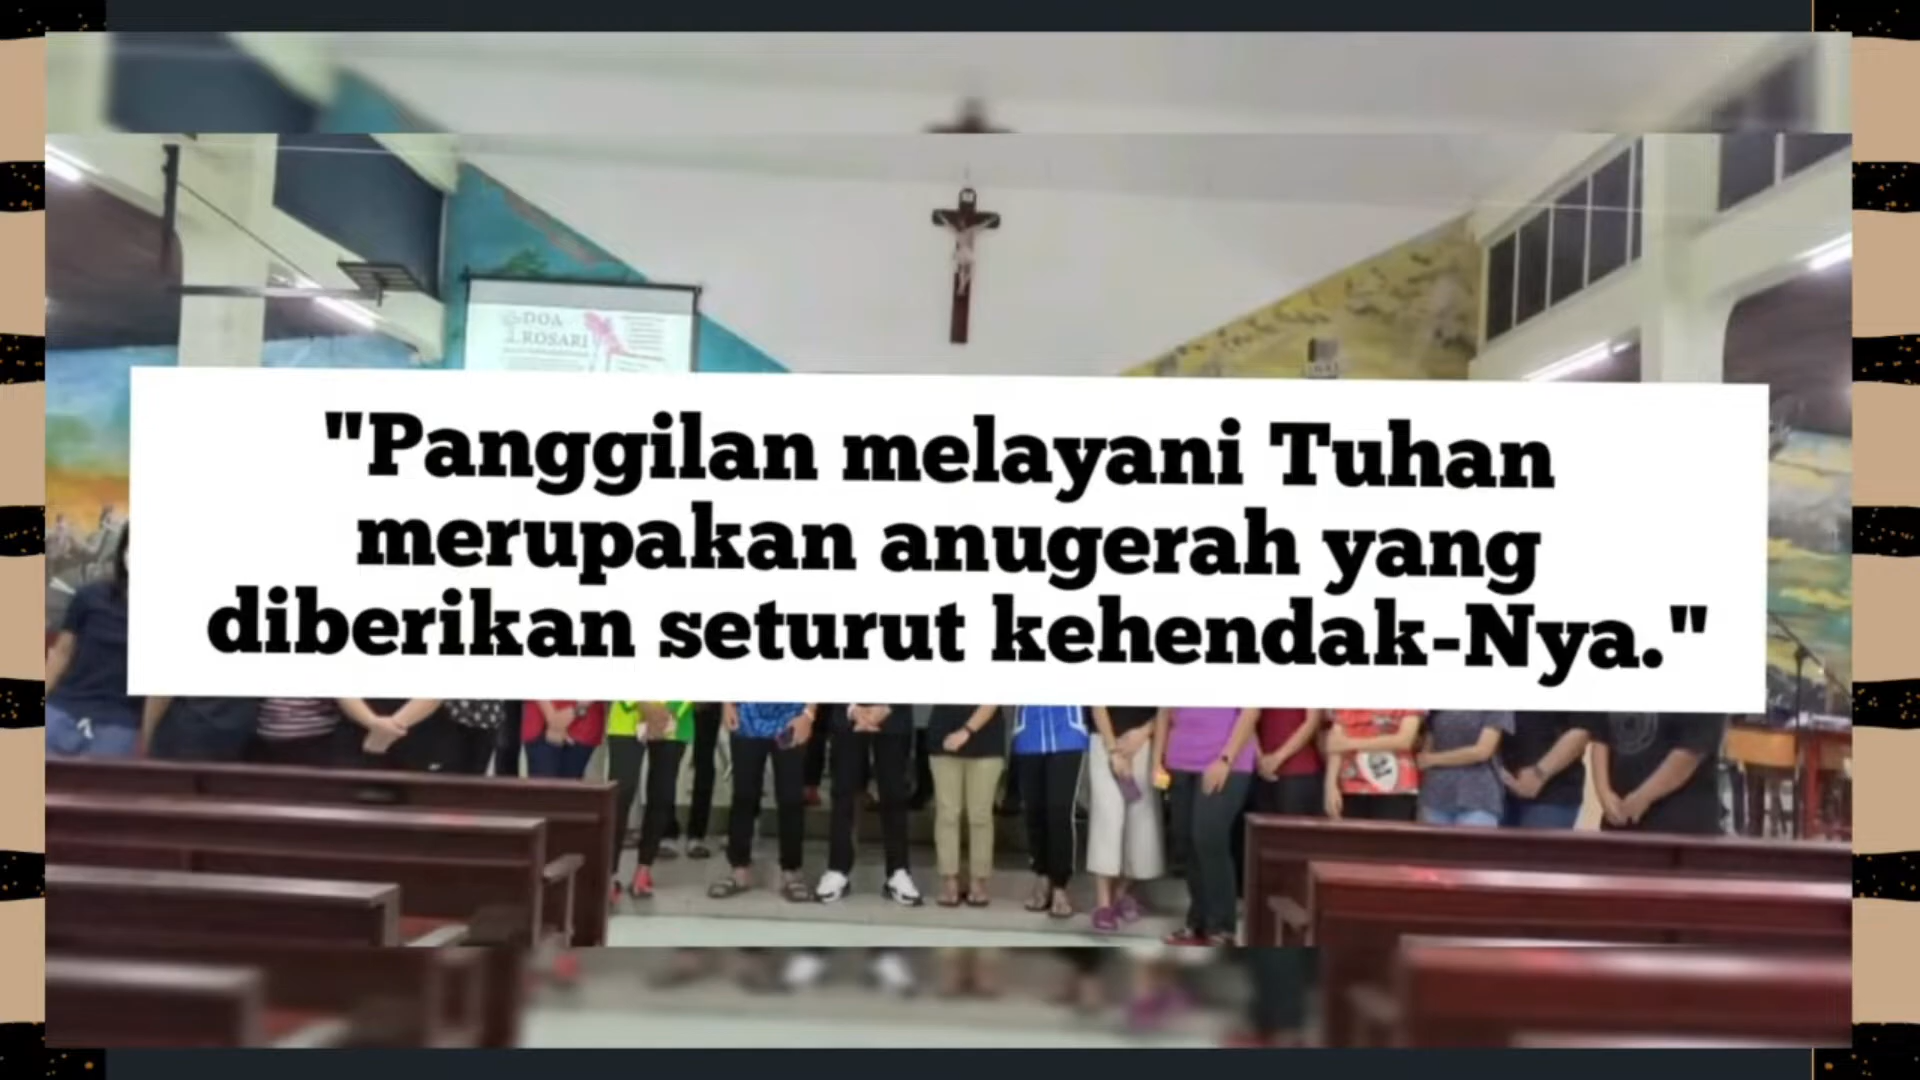 DOA
ROSARI
"Panggilan melayani Tuhan
merupakan anugerah yang
diberikan seturut kehendak-Nya."